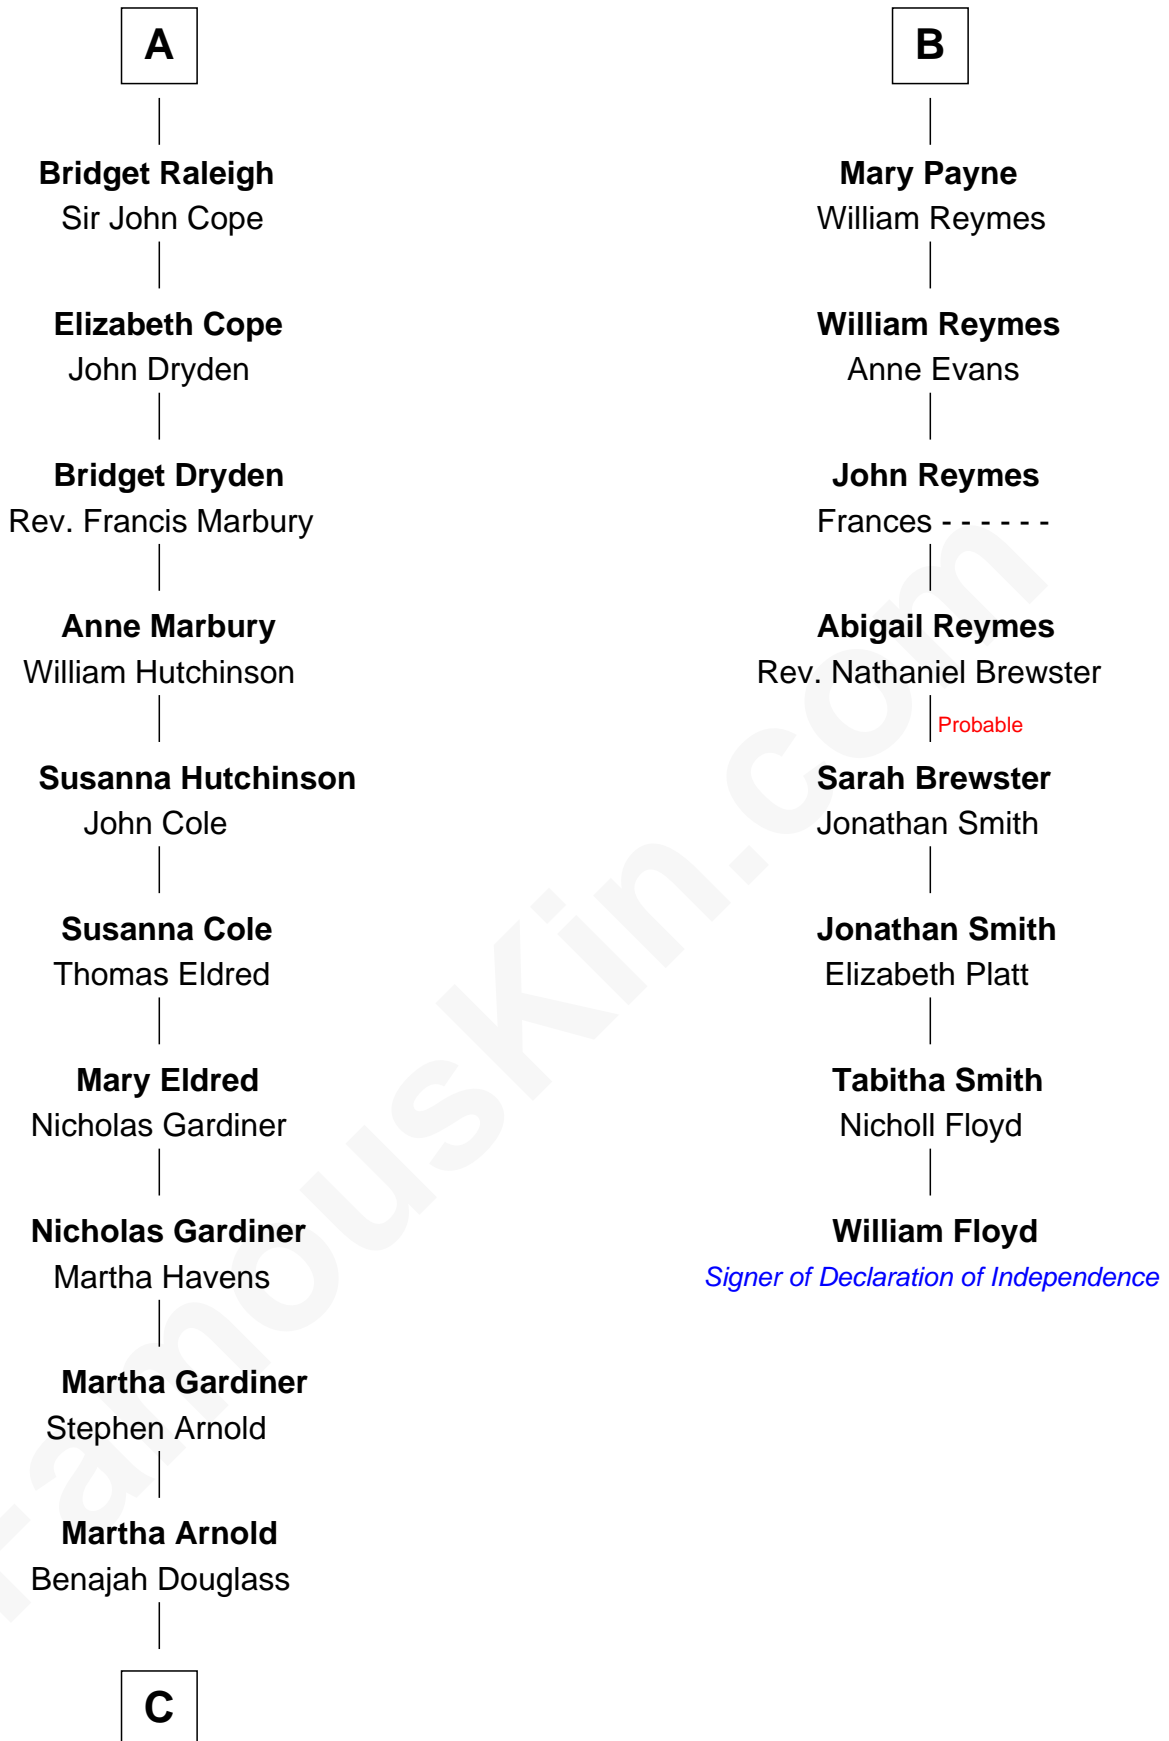 A
Bridget Raleigh
Sir John Cope
Elizabeth Cope
John Dryden
Bridget Dryden
Rev. Francis Marbury
Anne Marbury
William Hutchinson
Susanna Hutchinson
John Cole
Susanna Cole
Thomas Eldred
Mary Eldred
Nicholas Gardiner
Nicholas Gardiner
Martha Havens
Martha Gardiner
Stephen Arnold
Martha Arnold
Benajah Douglass
C
B
Mary Payne
William Reymes
William Reymes
Anne Evans
John Reymes
Frances - - - - - -
Abigail Reymes
Rev. Nathaniel Brewster
Probable
Sarah Brewster
Jonathan Smith
Jonathan Smith
Elizabeth Platt
Tabitha Smith
Nicholl Floyd
William Floyd
Signer of Declaration of Independence
FamousKin.com